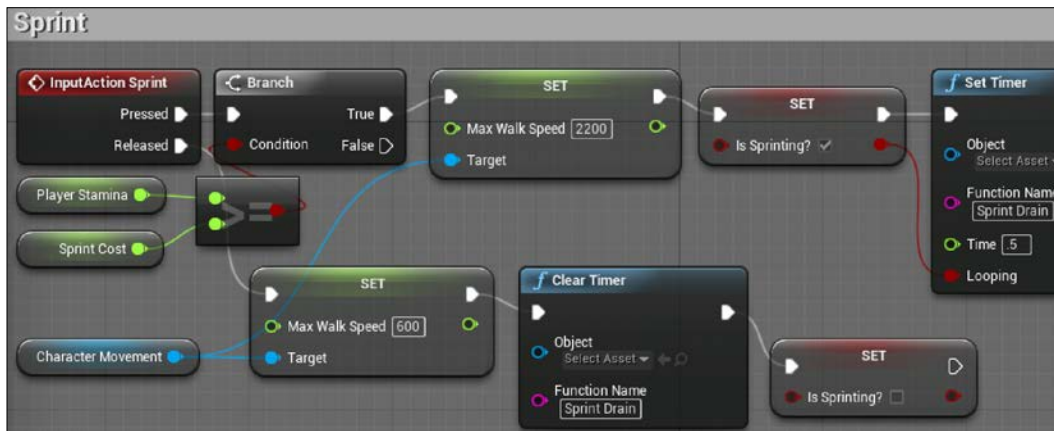 Sprint
InputAction Sprint
Pressed
Released
Branch
Condition
True
False
SET
Max Walk Speed 2200
Target
SET
Is Sprinting?
Set Timer
Object
Select Asset
Function Name
Sprint Drain
Time .5
Looping
Player Stamina
>=
Sprint Cost
Character Movement
SET
Max Walk Speed 600
Target
Clear Timer
Object
Select Asset
Function Name
Sprint Drain
SET
Is Sprinting?